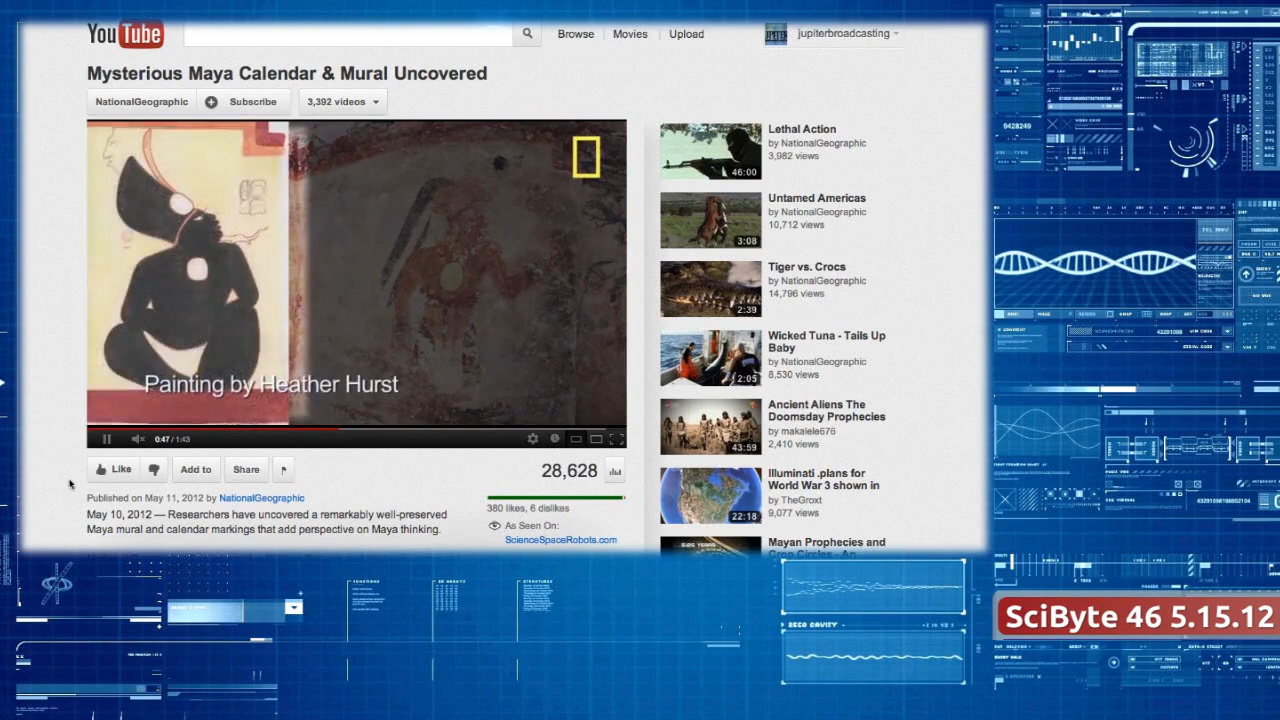 YouTube
Browse
Movies
Upload
jupiterbroadcasting
Mysterious Maya Calendar & Mural Uncovered
NationalGeographic
Subscribe
3,392 videos
Painting by Heather Hurst
0:47 / 1:43
Like
Add to
Share
28,628
Published on May 11, 2012 by NationalGeographic
May 10, 2012 — Researchers have uncovered a remarkably well-preserved
Maya mural and calendar markings that add perspective on Maya thinking.
380 likes, 6 dislikes
As Seen On:
ScienceSpaceRobots.com
Lethal Action
by NationalGeographic
3,982 views
46:00
Untamed Americas
by NationalGeographic
10,712 views
3:08
Tiger vs. Crocs
by NationalGeographic
14,796 views
2:39
Wicked Tuna - Tails Up
Baby
by NationalGeographic
8,530 views
2:05
Ancient Aliens The
Doomsday Prophecies
by makalele676
2,410 views
43:59
Illuminati .plans for
World War 3 shown in
by TheGroxt
9,077 views
22:18
Mayan Prophecies and
Crop Circles - An
9428249
SciByte 46 5.15.12